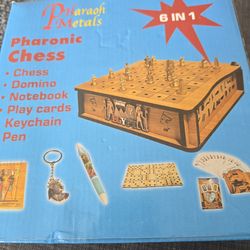 Pharaoh
Metals
6 IN 1
Pharonic
Chess
• Chess
• Domino
• Notebook
• Play cards
Keychain
Pen